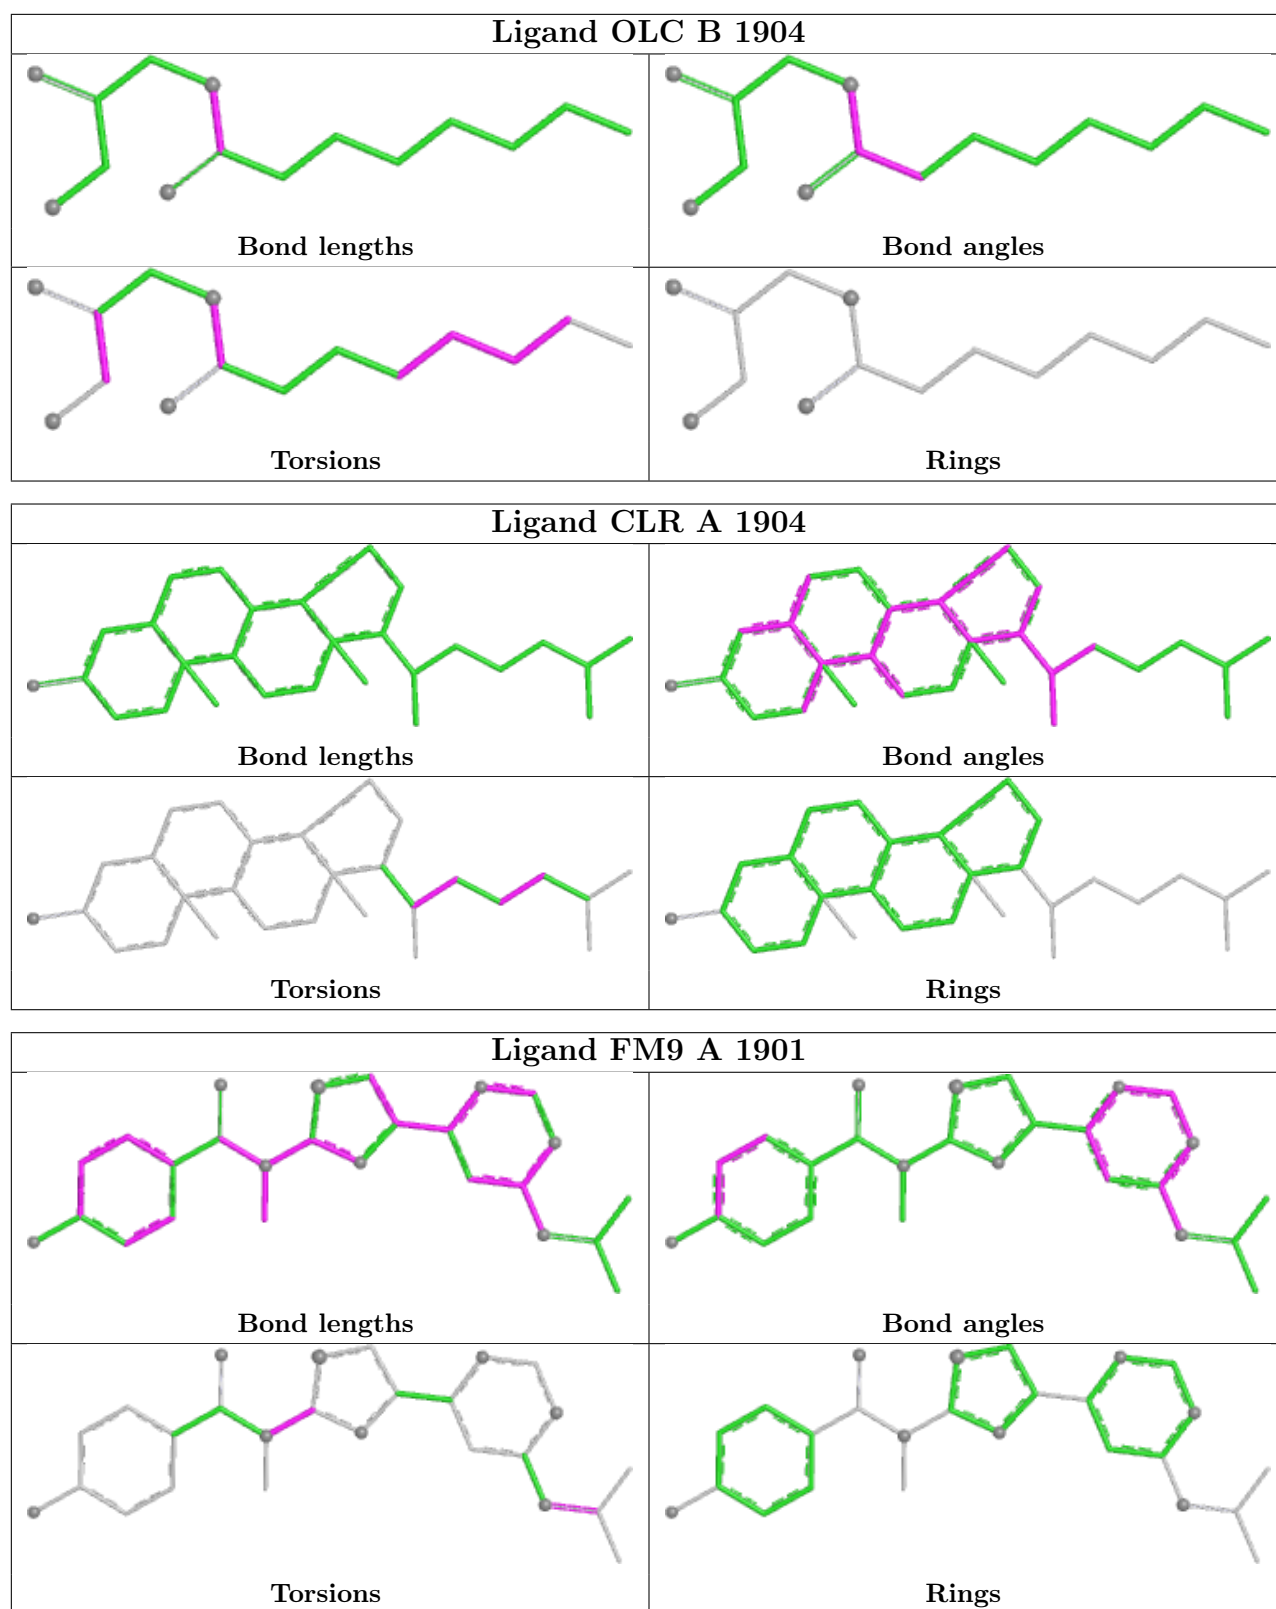 Ligand OLC B 1904
Bond lengths
Bond angles
Torsions
Rings
Ligand CLR A 1904
Bond lengths
Bond angles
Torsions
Rings
Ligand FM9 A 1901
Bond lengths
Bond angles
Torsions
Rings